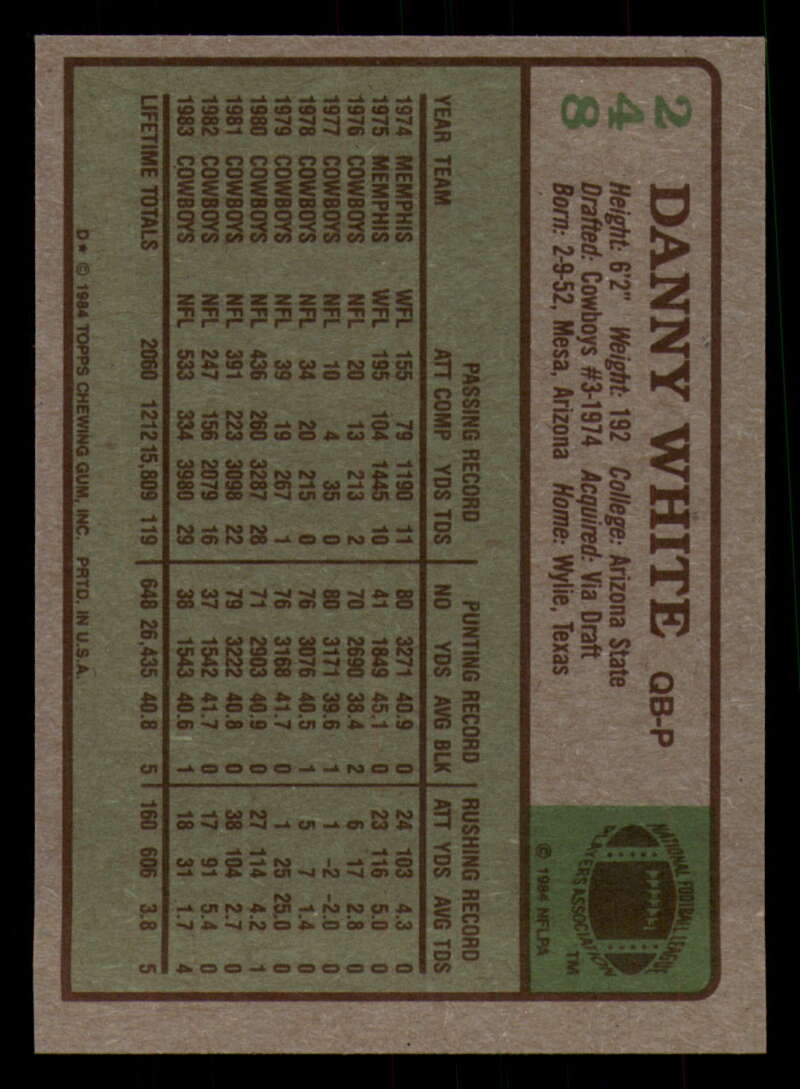 248
DANNY WHITE QB-P
Height: 6'2" Weight: 192 College: Arizona State
Drafted: Cowboys #3-1974 Acquired: Via Draft
Born: 2-9-52, Mesa, Arizona Home: Wylie, Texas
NATIONAL FOOTBALL LEAGUE
PLAYERS ASSOCIATION
TM
© 1984 NFLPA
PASSING RECORD PUNTING RECORD RUSHING RECORD
YEAR TEAM ATT COMP YDS TDS NO YDS AVG BLK ATT YDS AVG TDS
1974 MEMPHIS WFL 155 79 1190 11 80 3271 40.9 0 24 103 4.3 0
1975 MEMPHIS WFL 195 104 1445 10 41 1849 45.1 0 23 116 5.0 0
1976 COWBOYS NFL 20 13 213 2 70 2690 38.4 2 6 17 2.8 0
1977 COWBOYS NFL 10 4 35 0 80 3171 39.6 1 1 -2 -2.0 0
1978 COWBOYS NFL 34 20 215 0 76 3076 40.5 1 5 7 1.4 0
1979 COWBOYS NFL 39 19 267 1 76 3168 41.7 0 1 25 25.0 0
1980 COWBOYS NFL 436 260 3287 28 71 2903 40.9 0 27 114 4.2 1
1981 COWBOYS NFL 391 223 3098 22 79 3222 40.8 0 38 104 2.7 0
1982 COWBOYS NFL 247 156 2079 16 37 1542 41.7 0 17 91 5.4 0
1983 COWBOYS NFL 533 334 3980 29 38 1543 40.6 1 18 31 1.7 4
LIFETIME TOTALS 2060 1212 15,809 119 648 26,435 40.8 5 160 606 3.8 5
D* © 1984 TOPPS CHEWING GUM, INC. PRTD. IN U.S.A.